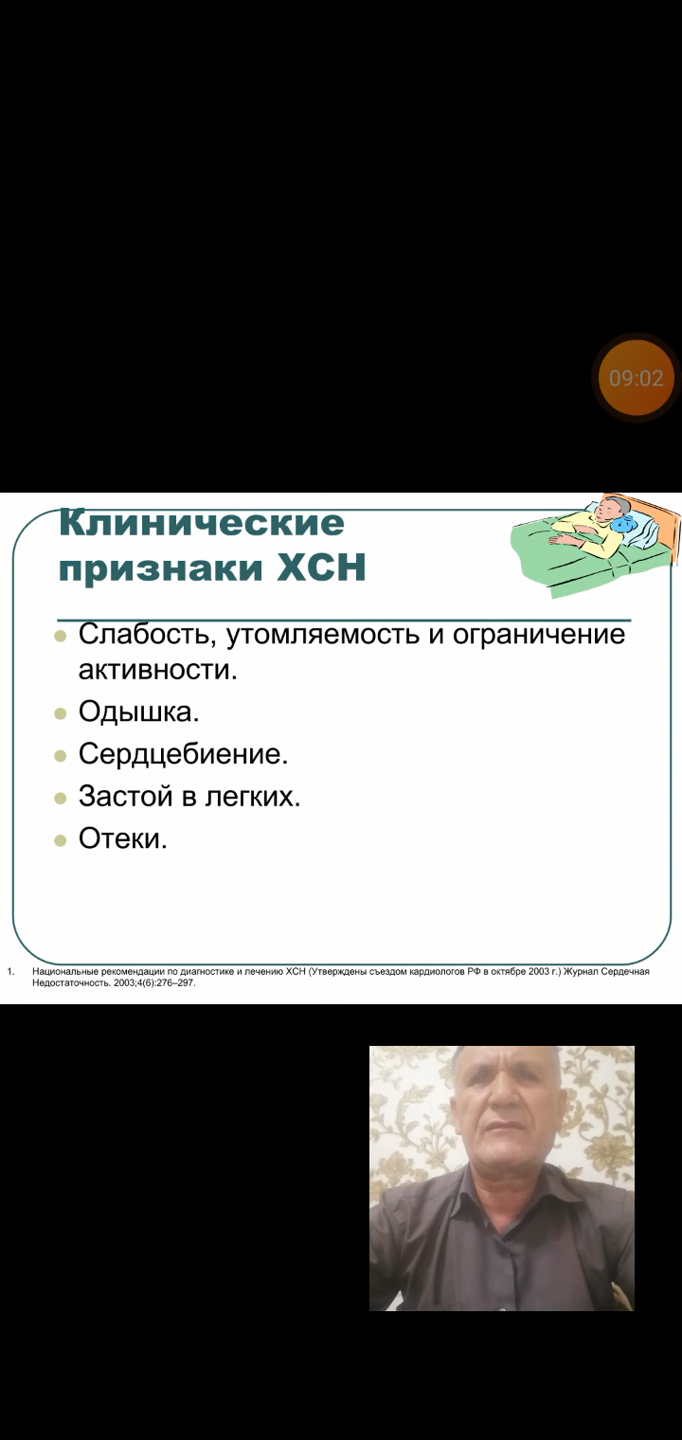 09:02
Клинические
признаки ХСН
Слабость, утомляемость и ограничение
активности.
Одышка.
Сердцебиение.
Застой в легких.
Отеки.
1. Национальные рекомендации по диагностике и лечению ХСН (Утверждены съездом кардиологов РФ в октябре 2003 г.) Журнал Сердечная
Недостаточность. 2003;4(6):276–297.